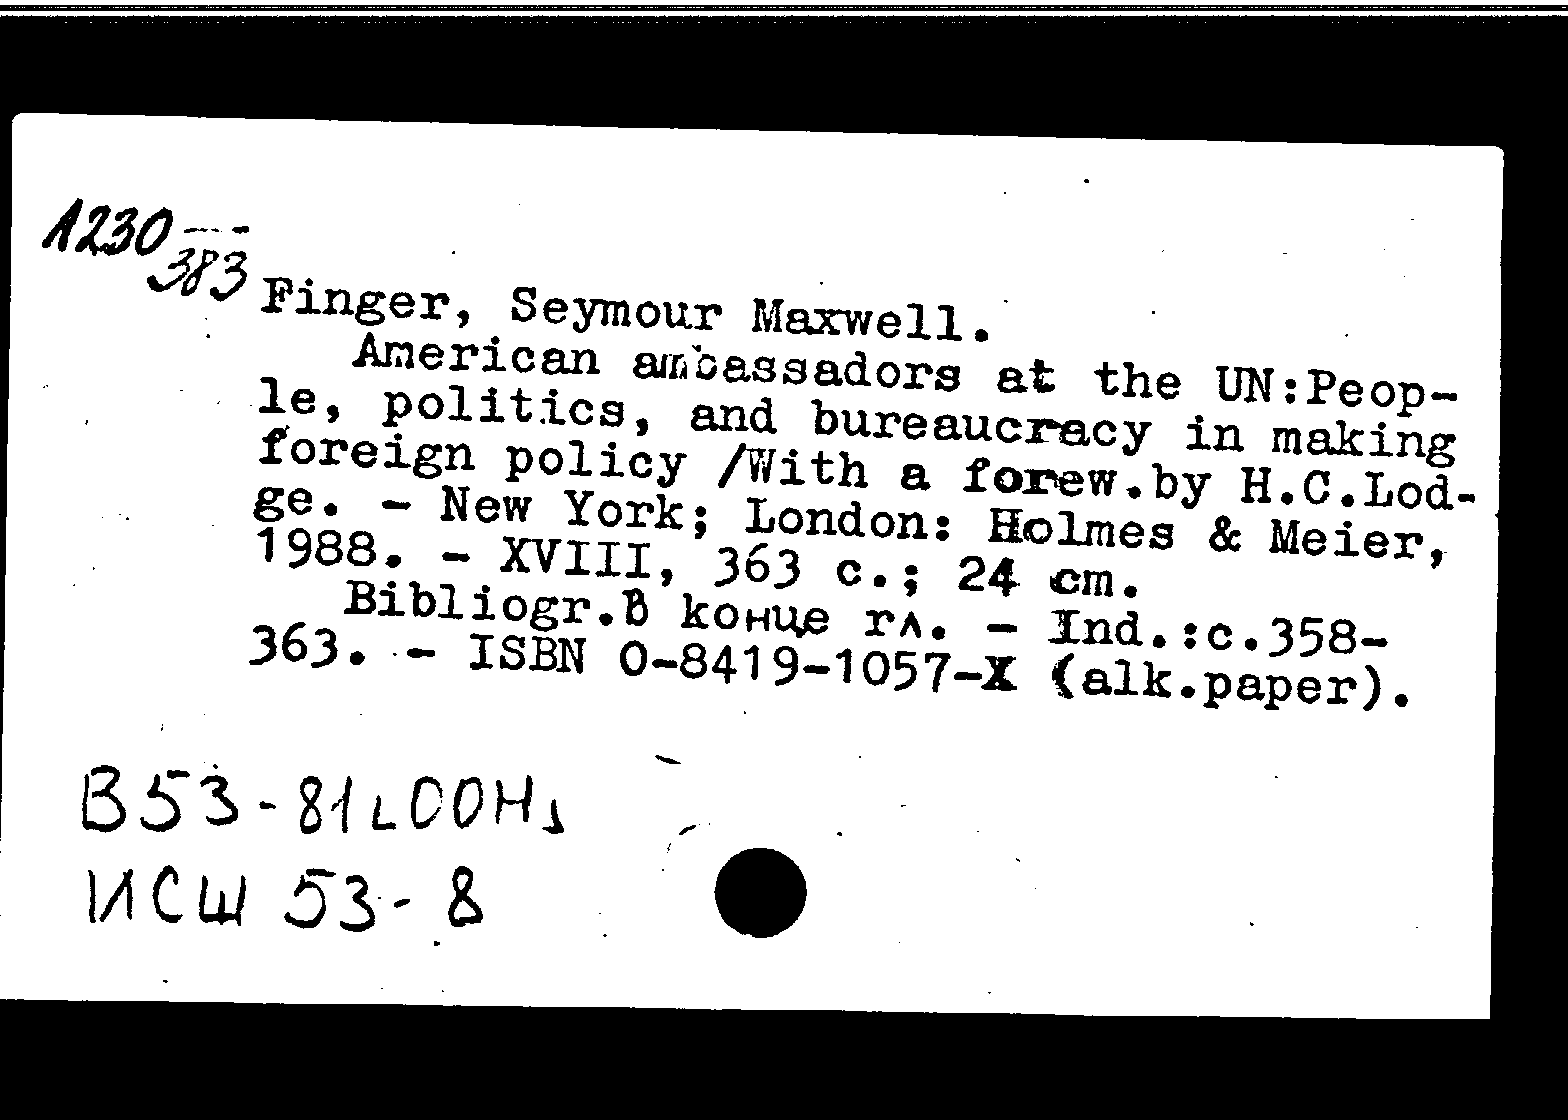 1230
383
Finger, Seymour Maxwell.
American ambassadors at the UN:Peop-
le, politics, and bureaucracy in making
foreign policy /With a forew.by H.C.Lod-
ge. - New York; London: Holmes & Meier,
1988. - XVIII, 363 с.; 24 cm.
Bibliogr.в конце гл. - Ind.:с.358-
363. - ISBN 0-8419-1057-X (alk.paper).
В53-81
ИСШ 53-8